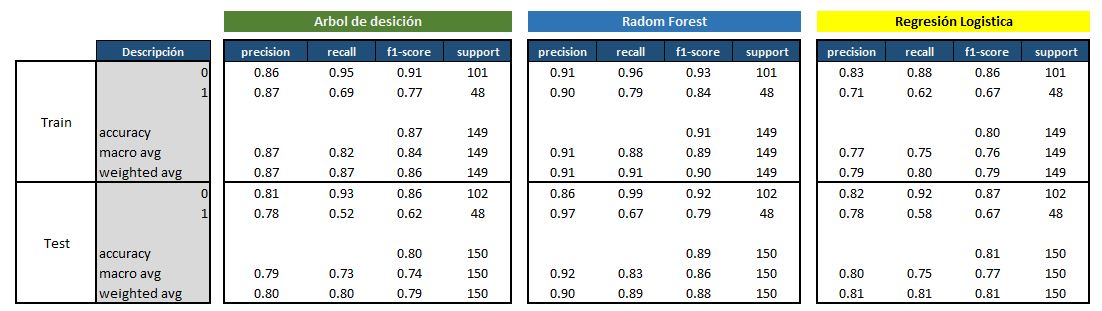 Arbol de desición Radom Forest Regresión Logistica
Descripción precision recall f1-score support precision recall f1-score support precision recall f1-score support
0 0.86 0.95 0.91 101 0.91 0.96 0.93 101 0.83 0.88 0.86 101
1 0.87 0.69 0.77 48 0.90 0.79 0.84 48 0.71 0.62 0.67 48
Train
accuracy 0.87 149 0.91 149 0.80 149
macro avg 0.87 0.82 0.84 149 0.91 0.88 0.89 149 0.77 0.75 0.76 149
weighted avg 0.87 0.87 0.86 149 0.91 0.91 0.90 149 0.79 0.80 0.79 149
0 0.81 0.93 0.86 102 0.86 0.99 0.92 102 0.82 0.92 0.87 102
1 0.78 0.52 0.62 48 0.97 0.67 0.79 48 0.78 0.58 0.67 48
Test
accuracy 0.80 150 0.89 150 0.81 150
macro avg 0.79 0.73 0.74 150 0.92 0.83 0.86 150 0.80 0.75 0.77 150
weighted avg 0.80 0.80 0.79 150 0.90 0.89 0.88 150 0.81 0.81 0.81 150